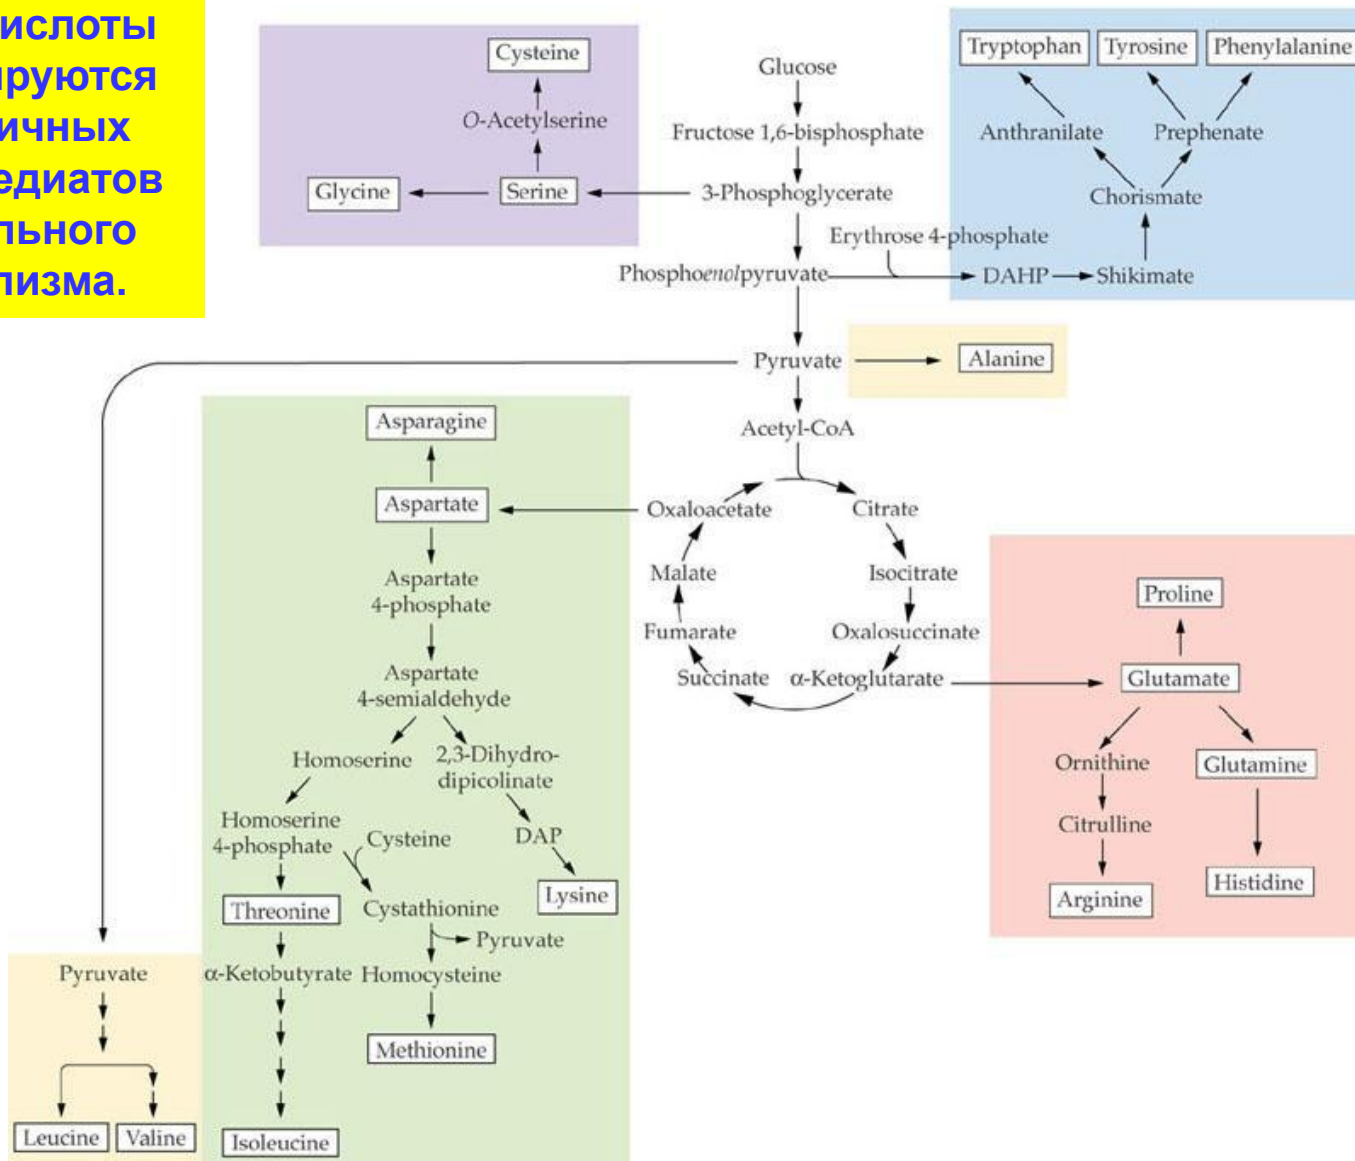 ислоты
ируются
ичных
едиатов
льного
лизма.
Cysteine
O-Acetylserine
Glycine
Serine
Glucose
Fructose 1,6-bisphosphate
3-Phosphoglycerate
Erythrose 4-phosphate
Phosphoenolpyruvate
DAHP
Shikimate
Chorismate
Anthranilate
Prephenate
Tryptophan
Tyrosine
Phenylalanine
Pyruvate
Alanine
Acetyl-CoA
Oxaloacetate
Citrate
Malate
Isocitrate
Fumarate
Oxalosuccinate
Succinate
α-Ketoglutarate
Asparagine
Aspartate
Aspartate
4-phosphate
Aspartate
4-semialdehyde
Homoserine
2,3-Dihydro-
dipicolinate
Homoserine
4-phosphate
Cysteine
DAP
Lysine
Threonine
Cystathionine
Pyruvate
α-Ketobutyrate
Homocysteine
Methionine
Isoleucine
Pyruvate
Leucine
Valine
Proline
Glutamate
Ornithine
Glutamine
Citrulline
Arginine
Histidine